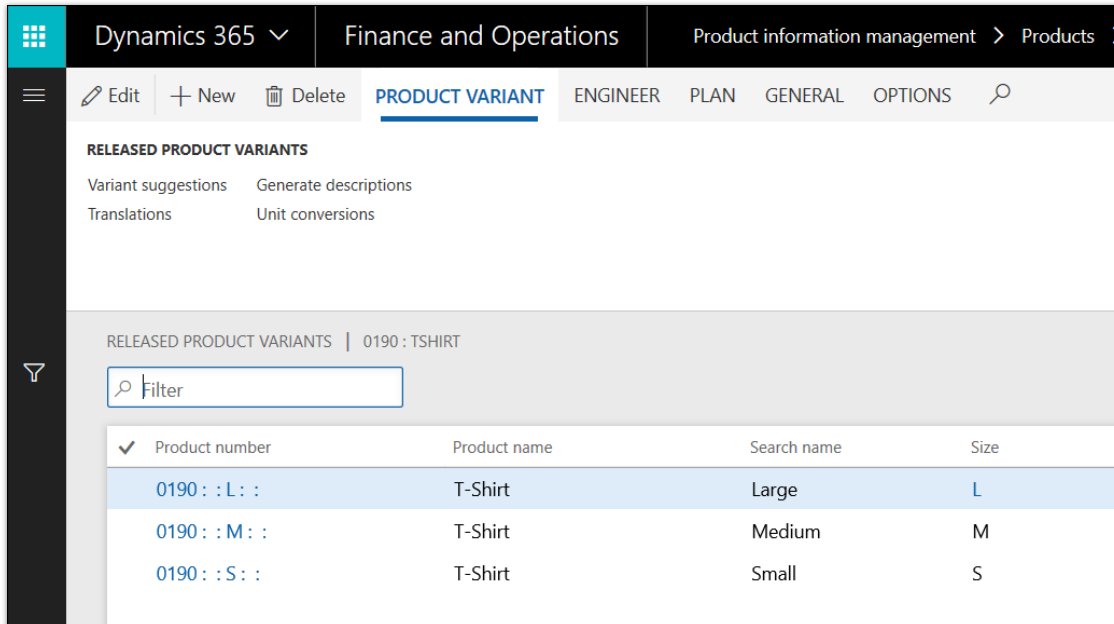 Dynamics 365 Finance and Operations Product information management > Products
Edit + New Delete PRODUCT VARIANT ENGINEER PLAN GENERAL OPTIONS
RELEASED PRODUCT VARIANTS
Variant suggestions Generate descriptions
Translations Unit conversions
RELEASED PRODUCT VARIANTS | 0190 : TSHIRT
Filter
Product number Product name Search name Size
0190 : : L : : T-Shirt Large L
0190 : : M : : T-Shirt Medium M
0190 : : S : : T-Shirt Small S